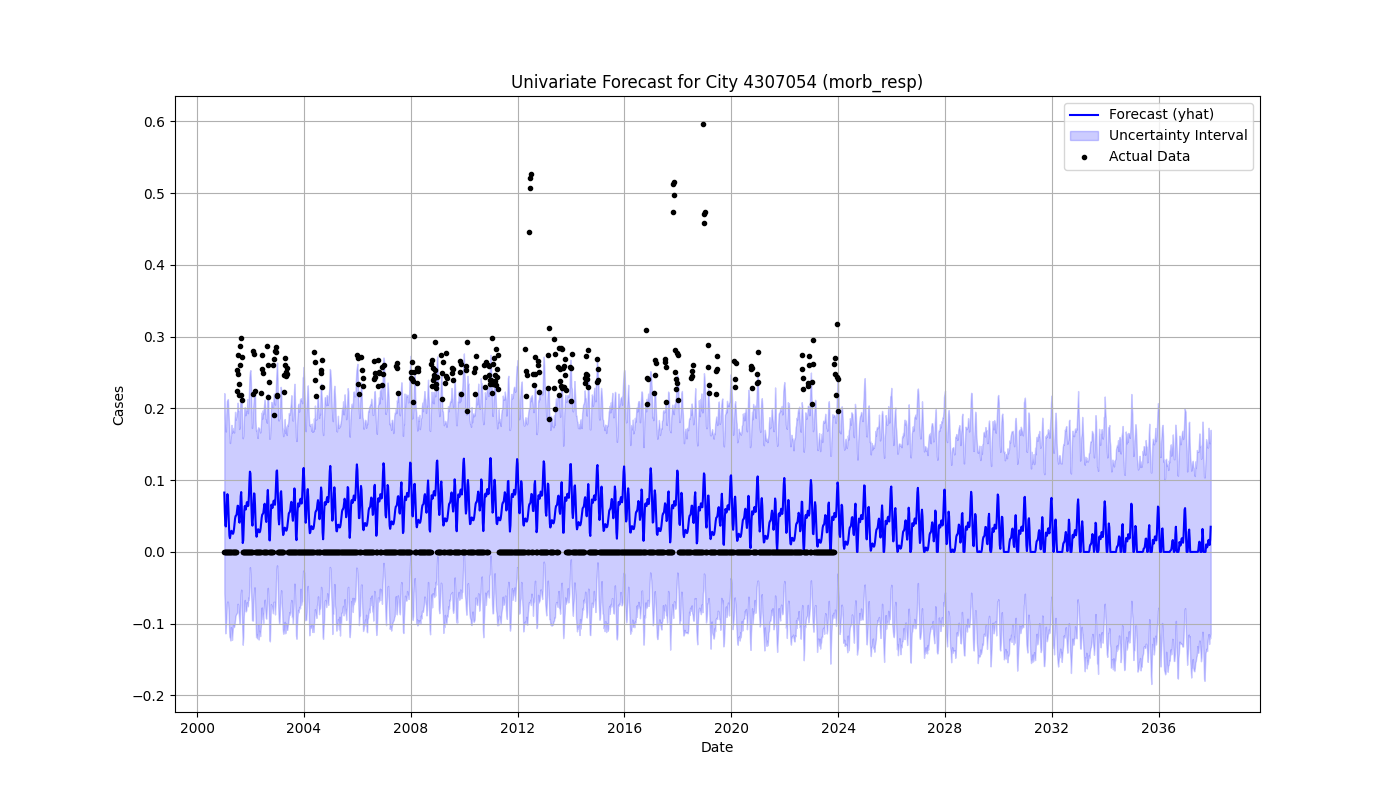 Univariate Forecast for City 4307054 (morb_resp)
Forecast (yhat)
Uncertainty Interval
Actual Data
Cases
0.6
0.5
0.4
0.3
0.2
0.1
0.0
−0.1
−0.2
2000 2004 2008 2012 2016 2020 2024 2028 2032 2036
Date